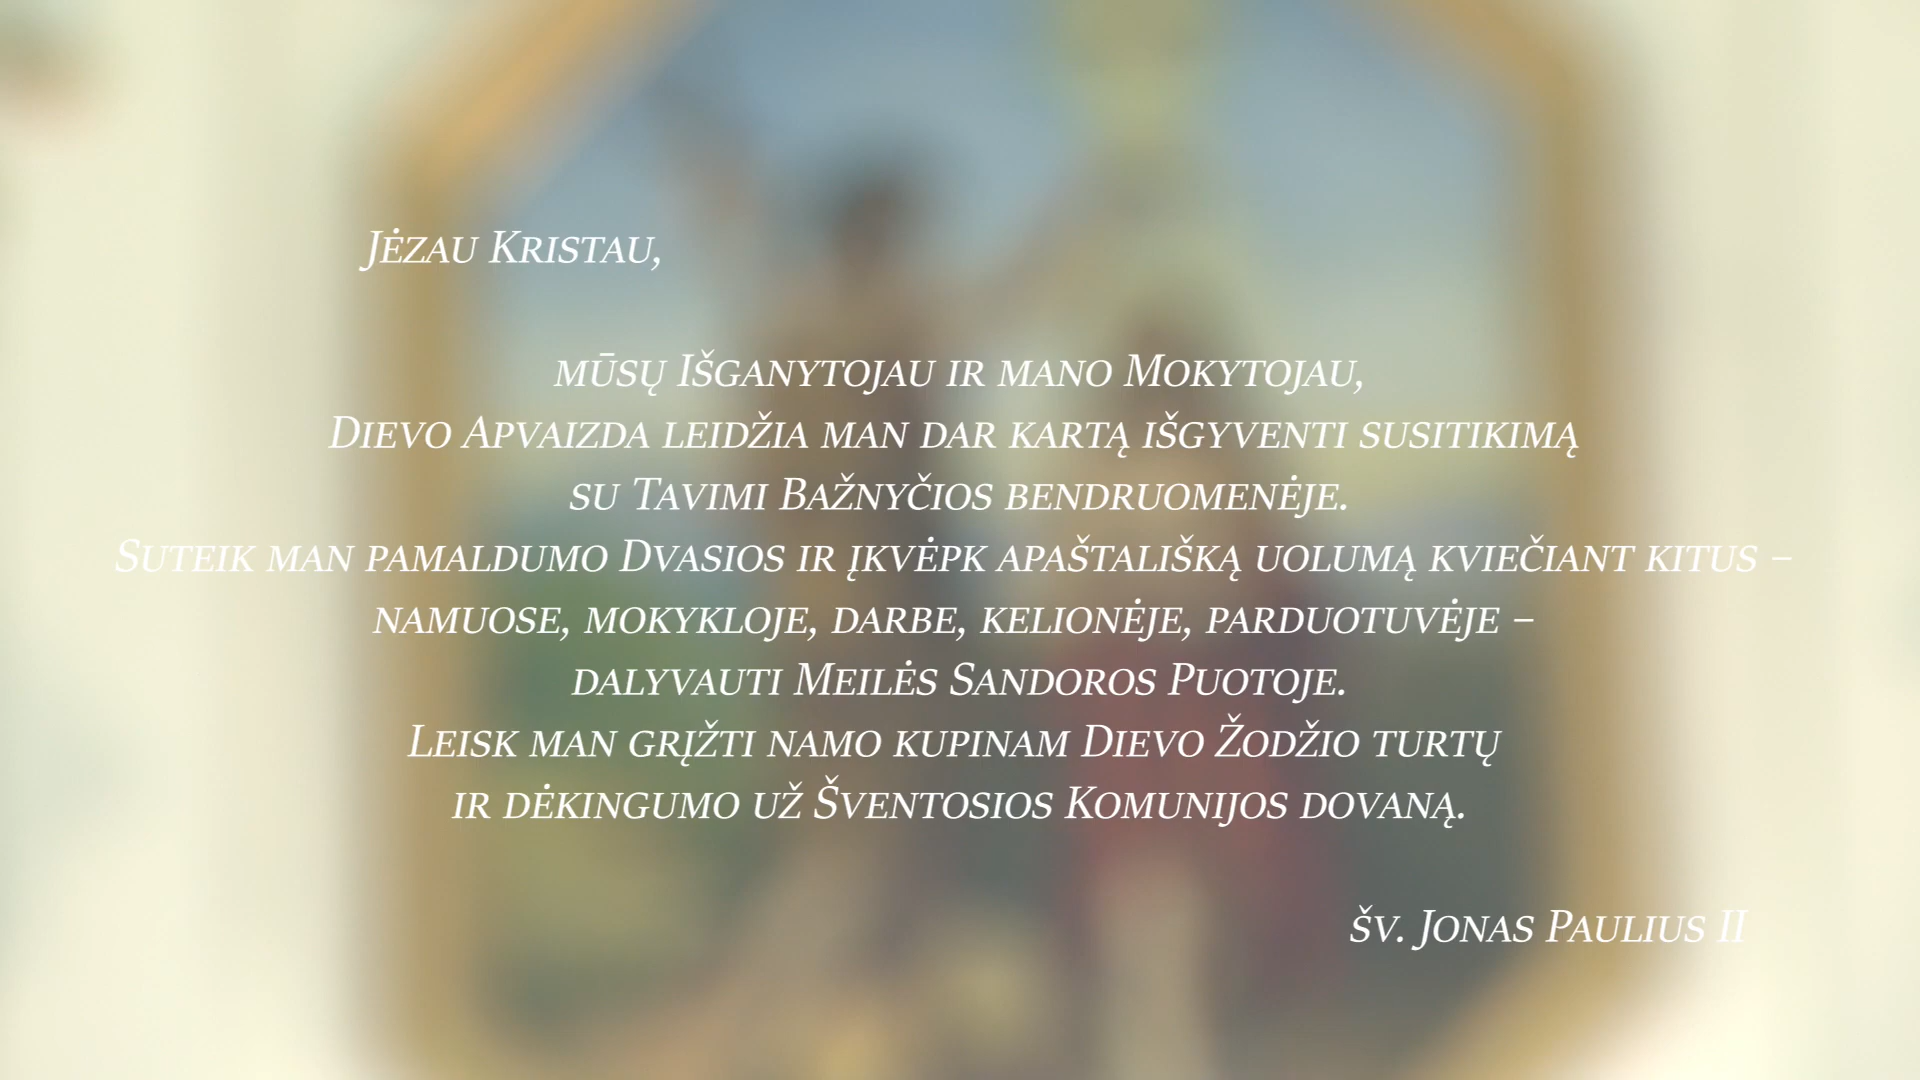 Jėzau Kristau,
mūsų Išganytojau ir mano Mokytojau,
Dievo Apvaizda leidžia man dar kartą išgyventi susitikimą
su Tavimi Bažnyčios bendruomenėje.
Suteik man pamaldumo Dvasios ir įkvėpk apaštališką uolumą kviečiant kitus –
namuose, mokykloje, darbe, kelionėje, parduotuvėje –
dalyvauti Meilės Sandoros Puotoje.
Leisk man grįžti namo kupinam Dievo Žodžio turtų
ir dėkingumo už Šventosios Komunijos dovaną.
šv. Jonas Paulius II